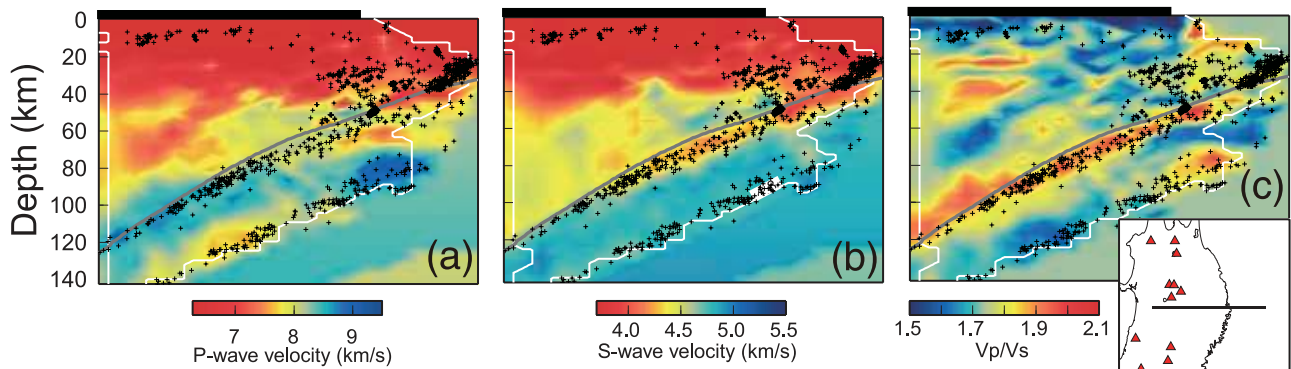 Depth (km)
0
20
40
60
80
100
120
140
(a)
(b)
(c)
7 8 9
P-wave velocity (km/s)
4.0 4.5 5.0 5.5
S-wave velocity (km/s)
1.5 1.7 1.9 2.1
Vp/Vs